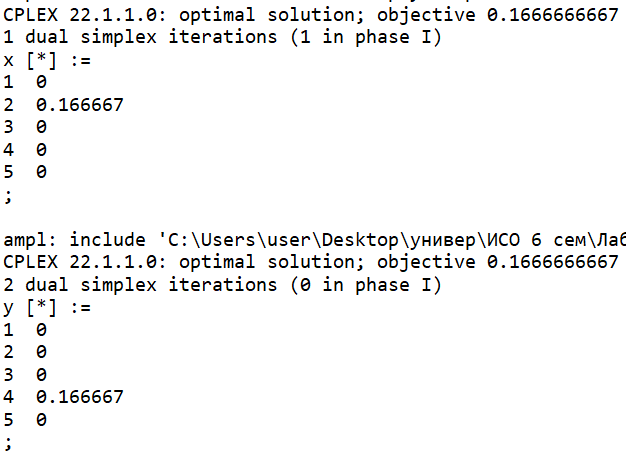 CPLEX 22.1.1.0: optimal solution; objective 0.1666666667
1 dual simplex iterations (1 in phase I)
x [*] :=
1 0
2 0.166667
3 0
4 0
5 0
;
ampl: include 'C:\Users\user\Desktop\универ\ИСО 6 сем\Лаб
CPLEX 22.1.1.0: optimal solution; objective 0.1666666667
2 dual simplex iterations (0 in phase I)
y [*] :=
1 0
2 0
3 0
4 0.166667
5 0
;